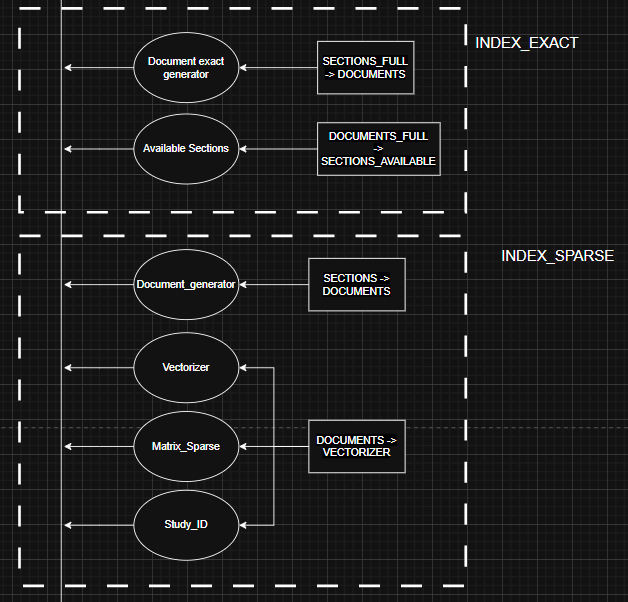 INDEX_EXACT
Document exact
generator
SECTIONS_FULL
-> DOCUMENTS
Available Sections
DOCUMENTS_FULL
->
SECTIONS_AVAILABLE
INDEX_SPARSE
Document_generator
SECTIONS ->
DOCUMENTS
Vectorizer
Matrix_Sparse
DOCUMENTS ->
VECTORIZER
Study_ID